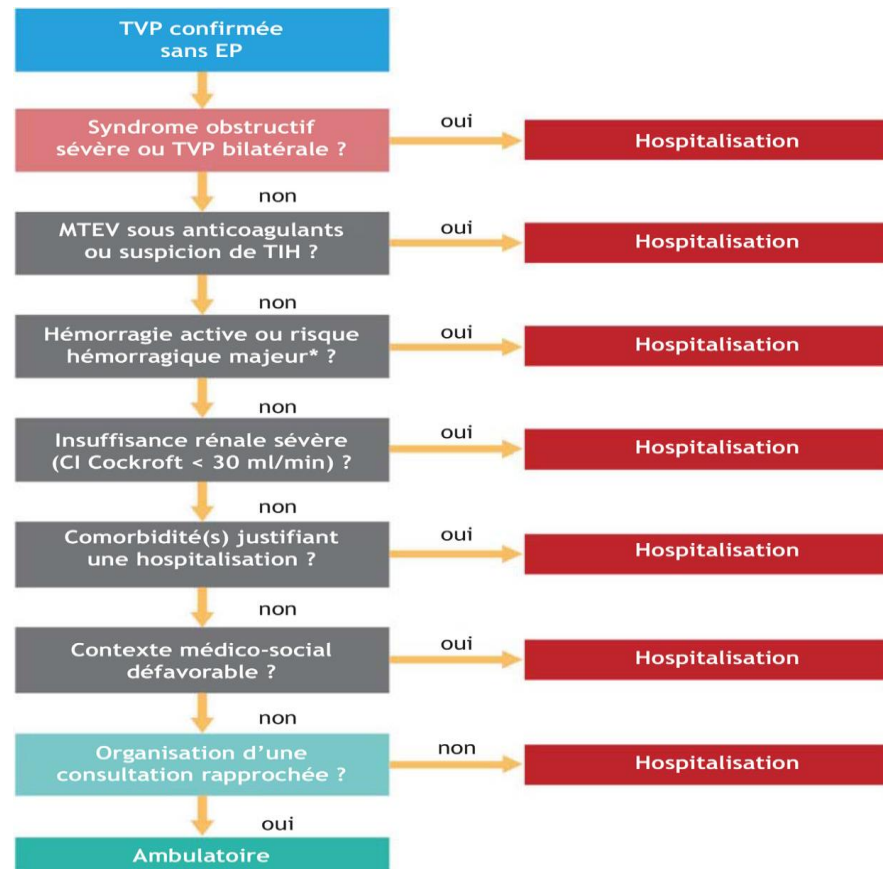 TVP confirmée
sans EP
Syndrome obstructif
sévère ou TVP bilatérale ?
oui
Hospitalisation
non
MTEV sous anticoagulants
ou suspicion de TIH ?
oui
Hospitalisation
non
Hémorragie active ou risque
hémorragique majeur* ?
oui
Hospitalisation
non
Insuffisance rénale sévère
(CI Cockroft < 30 ml/min) ?
oui
Hospitalisation
non
Comorbidité(s) justifiant
une hospitalisation ?
oui
Hospitalisation
non
Contexte médico-social
défavorable ?
oui
Hospitalisation
non
Organisation d'une
consultation rapprochée ?
non
Hospitalisation
oui
Ambulatoire